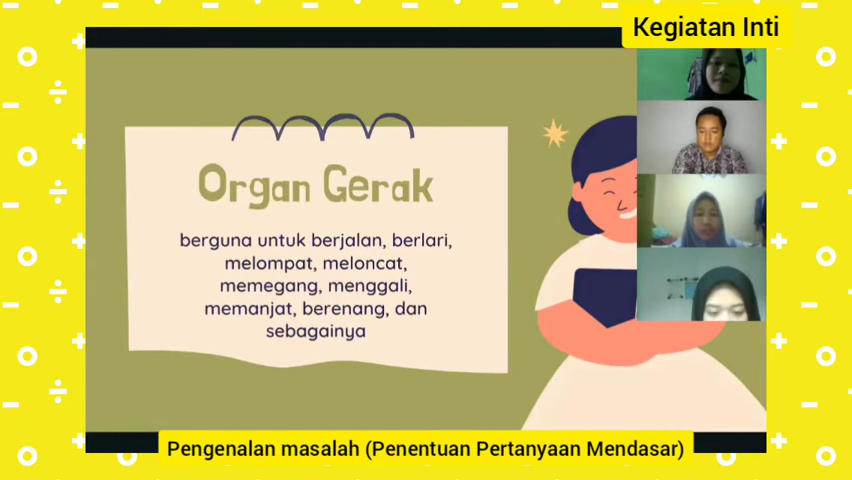 Kegiatan Inti
Organ Gerak
berguna untuk berjalan, berlari,
melompat, meloncat,
memegang, menggali,
memanjat, berenang, dan
sebagainya
Pengenalan masalah (Penentuan Pertanyaan Mendasar)